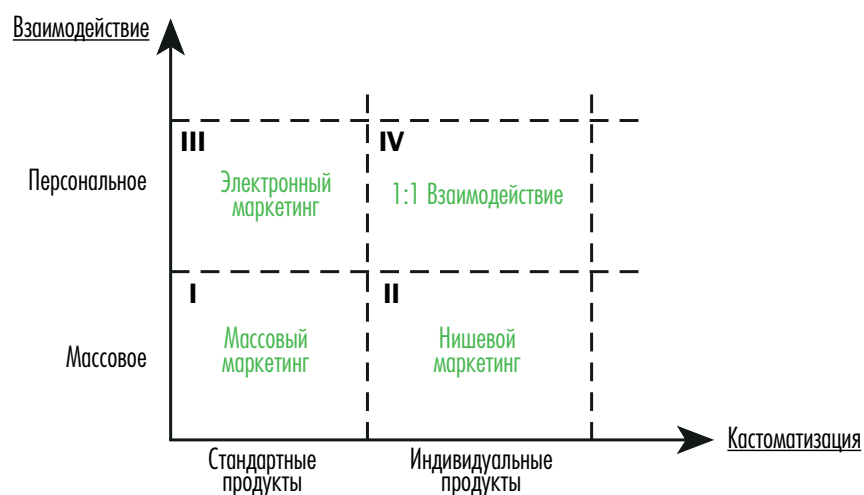 Взаимодействие
III
IV
Персональное
Электронный
маркетинг
1:1 Взаимодействие
I
II
Массовое
Массовый
маркетинг
Нишевой
маркетинг
Кастоматизация
Стандартные
продукты
Индивидуальные
продукты